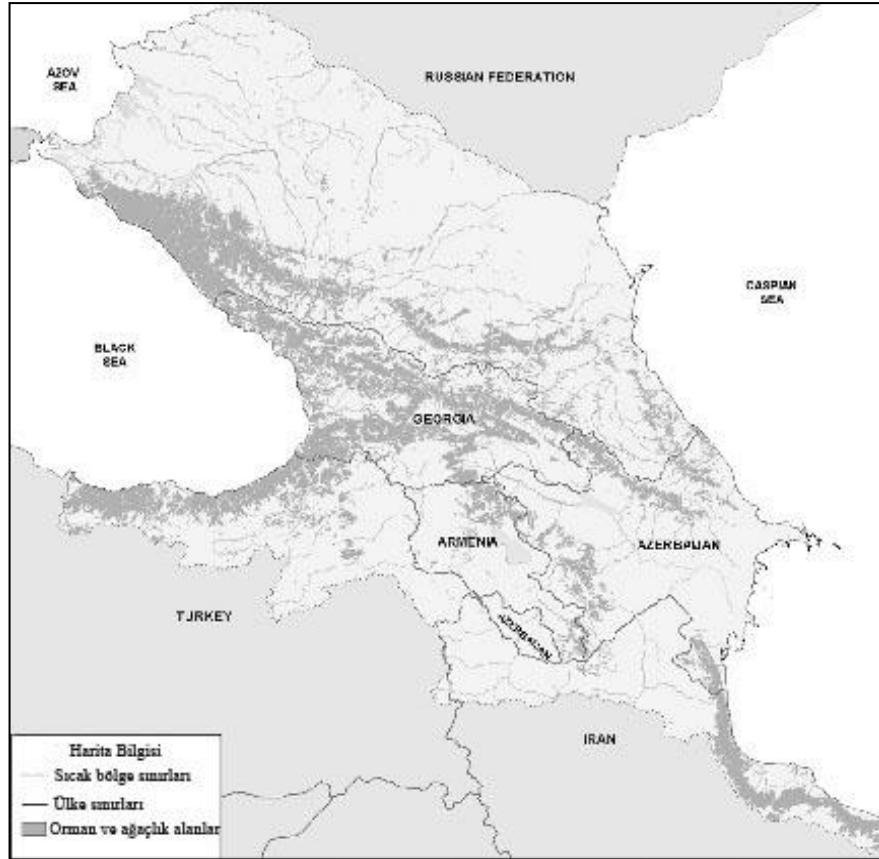 AZOV
SEA
RUSSIAN FEDERATION
CASPIAN
SEA
BLACK
SEA
GEORGIA
ARMENIA
AZERBAIJAN
TURKEY
AZERBAIJAN
IRAN
Harita Bilgisi
Sıcak bölge sınırları
Ülke sınırları
Orman ve ağaçlık alanlar